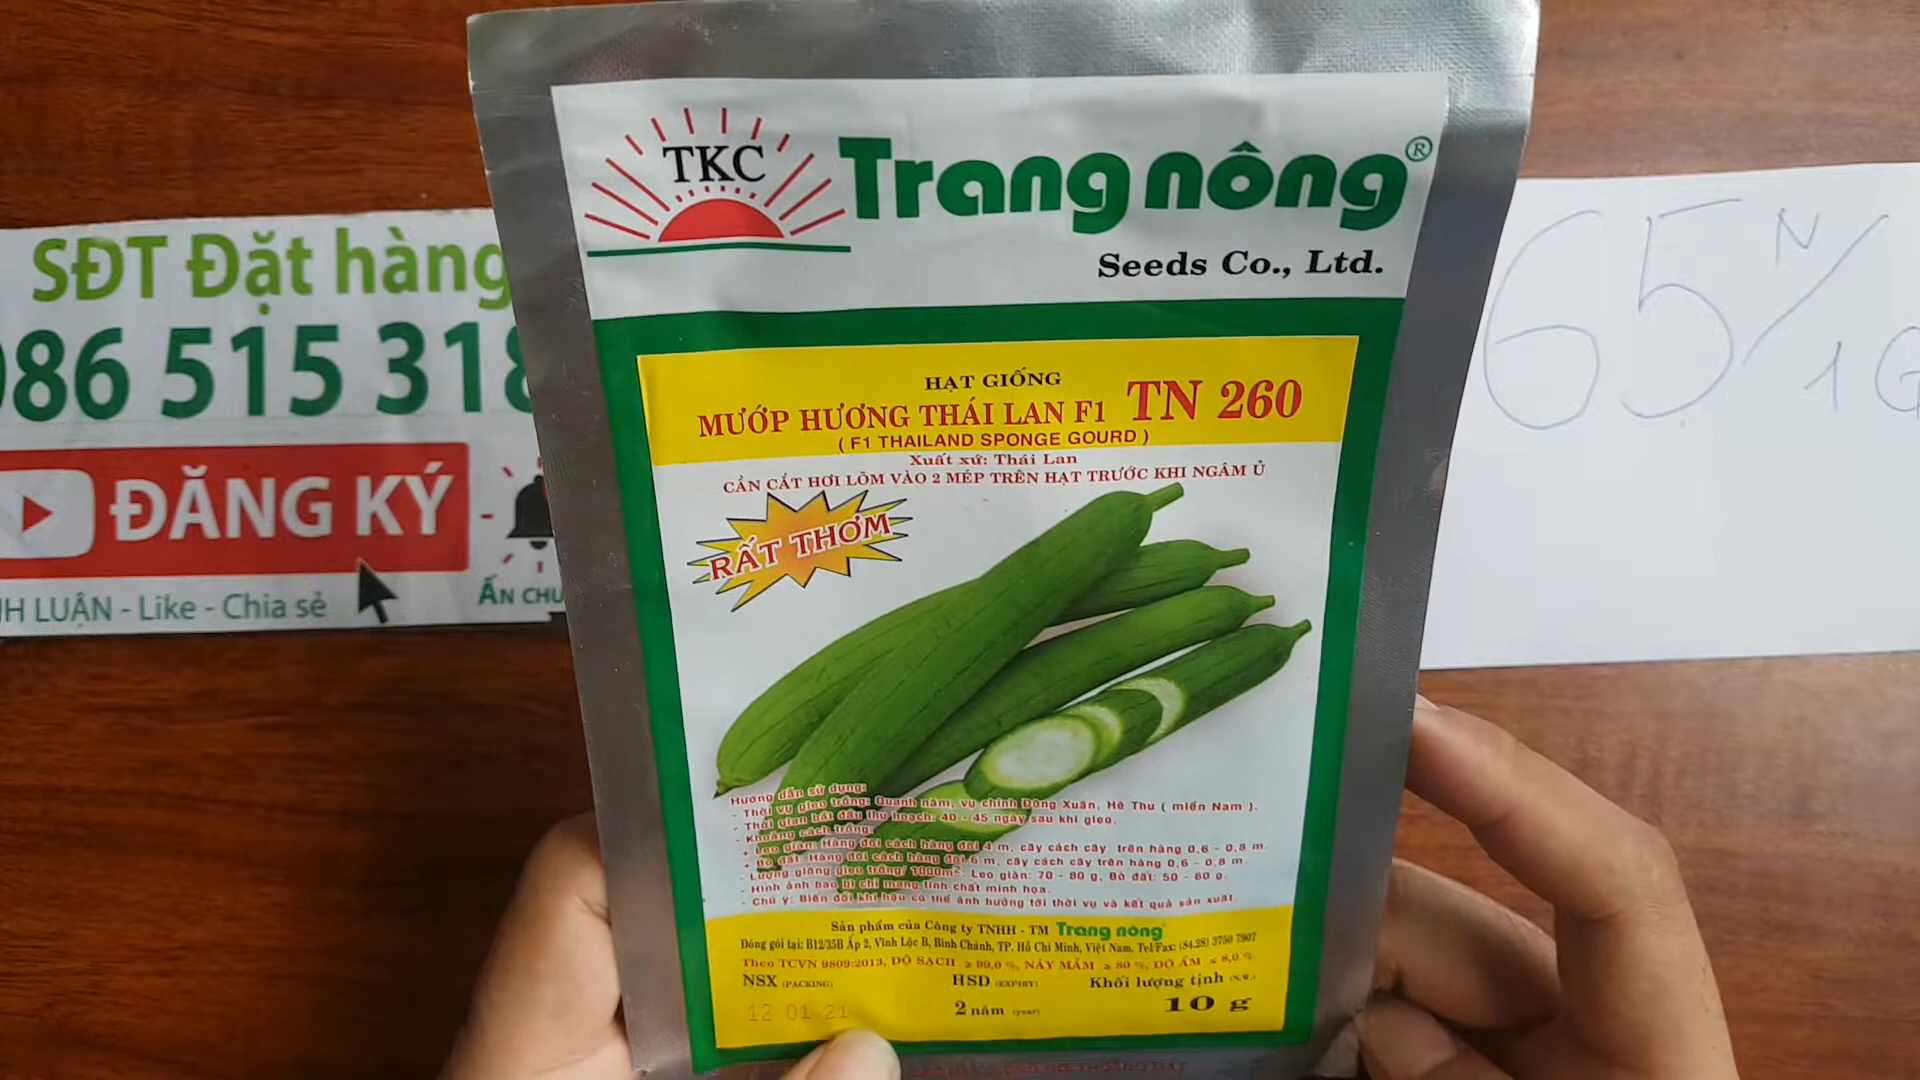 TKC
Trang nông®
Seeds Co., Ltd.
SĐT Đặt hàng
086 515 318
ĐĂNG KÝ
LUẬN - Like - Chia sẻ
ẤN
65 N/1G
HẠT GIỐNG
MƯỚP HƯƠNG THÁI LAN F1 TN 260
( F1 THAILAND SPONGE GOURD )
Xuất xứ: Thái Lan
CẦN CẮT HƠI LÕM VÀO 2 MÉP TRÊN HẠT TRƯỚC KHI NGÂM Ủ
RẤT THƠM
Hướng dẫn sử dụng:
- Thời vụ gieo trồng: Quanh năm, vụ chính Đông Xuân, Hè Thu ( miền Nam ).
- Thời gian bắt đầu thu hoạch: 40 - 45 ngày sau khi gieo.
- Khoảng cách trồng:
+ Leo giàn: Hàng đôi cách hàng đôi 4 m, cây cách cây trên hàng 0,6 - 0,8 m.
+ Bò đất: Hàng đôi cách hàng đôi 6 m, cây cách cây trên hàng 0,6 - 0,8 m.
- Lượng giống gieo trồng/ 1000m²: Leo giàn: 70 - 80 g, Bò đất: 50 - 60 g.
- Hình ảnh bao bì chỉ mang tính chất minh họa.
- Chú ý: Biến đổi khí hậu có thể ảnh hưởng tới thời vụ và kết quả sản xuất.
Sản phẩm của Công ty TNHH - TM Trang nông
Đóng gói tại: B12/35B Ấp 2, Vĩnh Lộc B, Bình Chánh, TP. Hồ Chí Minh, Việt Nam. Tel/Fax: (84.28) 3750 7907
Theo TCVN 9809:2013, ĐỘ SẠCH ≥ 99,0 %, NẢY MẦM ≥ 80 %, ĐỘ ẨM ≤ 8,0 %
NSX (PACKING) HSD (EXPIRY) Khối lượng tịnh (N.W.)
12 01 21 2 năm (year) 10 g